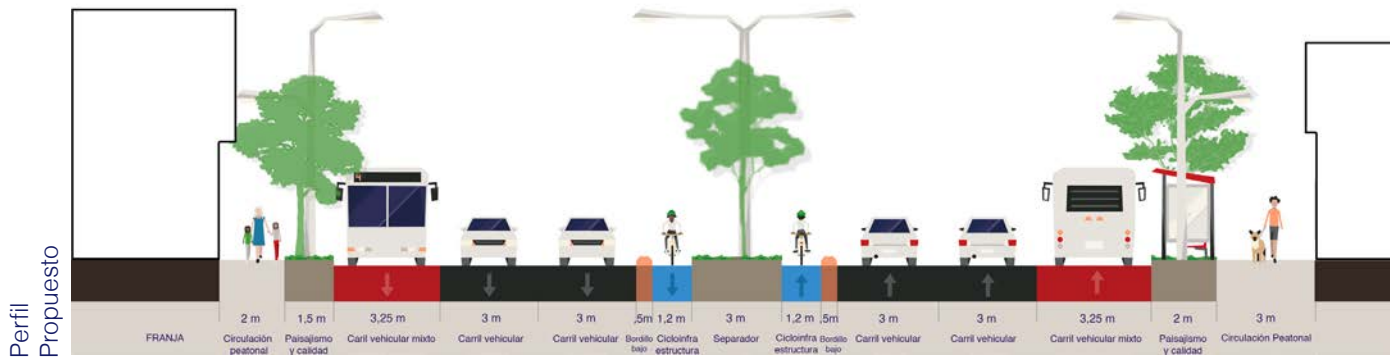 Perfil
Propuesto
2 m 1,5 m 3,25 m 3 m 3 m ,5m 1,2 m 3 m 1,2 m ,5m 3 m 3 m 3,25 m 2 m 3 m
FRANJA Circulación Paisajismo Caril vehicular mixto Carril vehicular Carril vehicular Bordillo Cicloinfra Separador Cicloinfra Bordillo Carril vehicular Carril vehicular Carril vehicular mixto Paisajismo Circulación Peatonal
peatonal y calidad bajo estructura estructura bajo y calidad